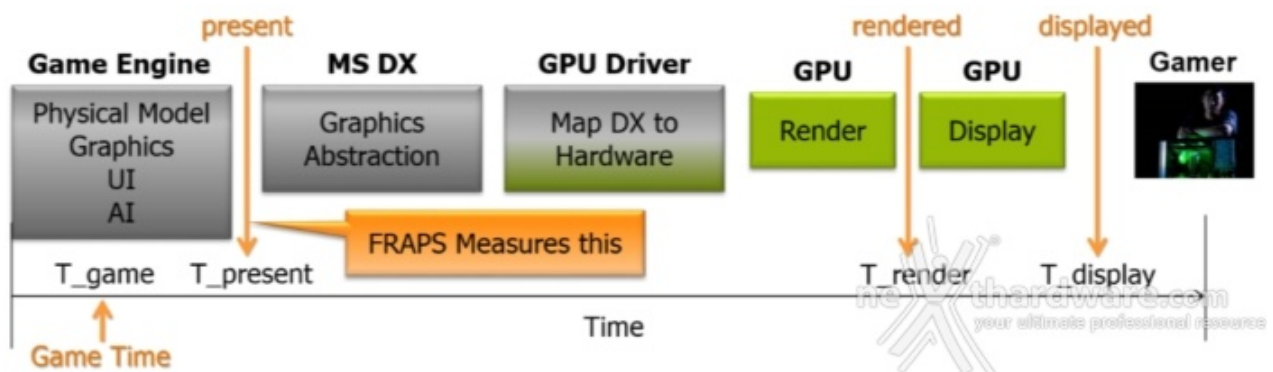 present
rendered
displayed
Game Engine
MS DX
GPU Driver
GPU
GPU
Gamer
Physical Model
Graphics
UI
AI
Graphics
Abstraction
Map DX to
Hardware
Render
Display
FRAPS Measures this
T_game
T_present
T_render
T_display
Time
Game Time
nexthardware.com
your ultimate professional resource